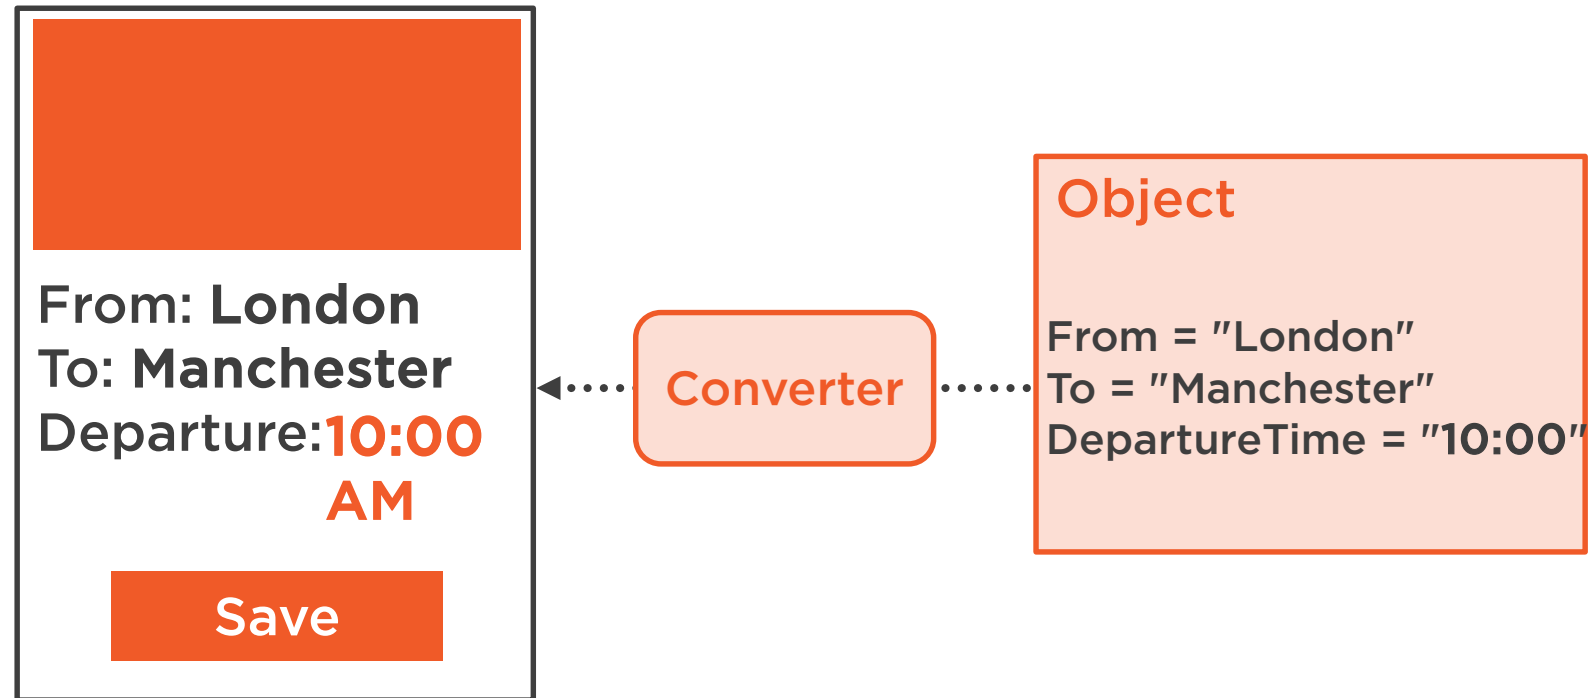 From: London
To: Manchester
Departure:10:00
AM
Save
Converter
Object
From = "London"
To = "Manchester"
DepartureTime = "10:00"